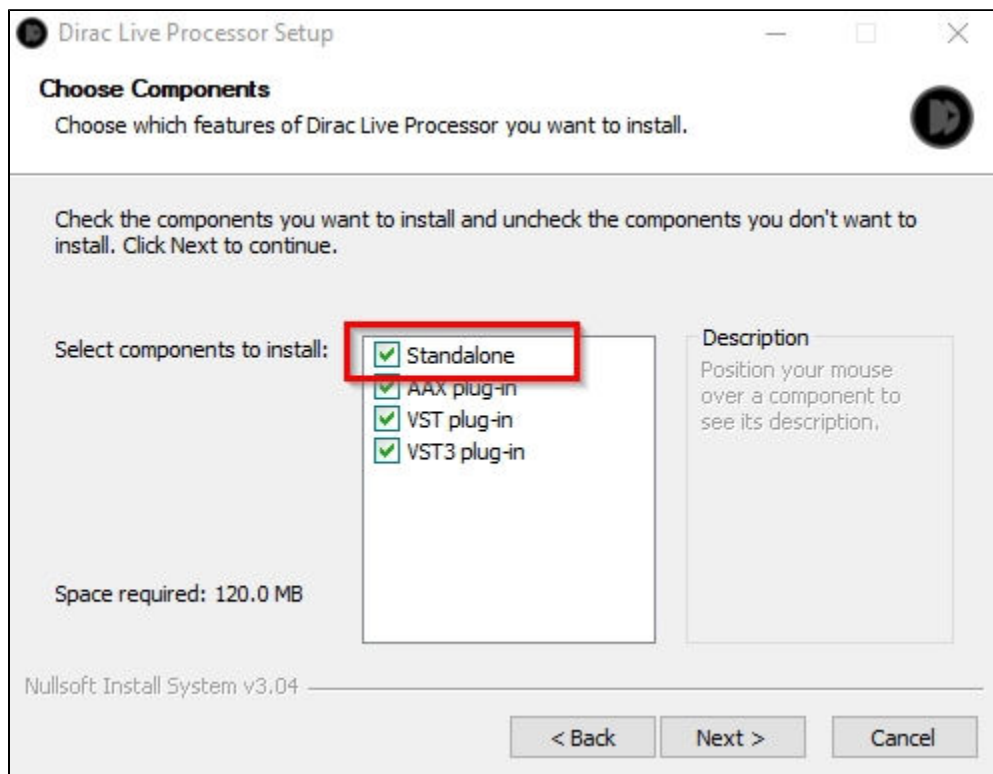 Dirac Live Processor Setup
Choose Components
Choose which features of Dirac Live Processor you want to install.
Check the components you want to install and uncheck the components you don't want to
install. Click Next to continue.
Select components to install:
Standalone
AAX plug-in
VST plug-in
VST3 plug-in
Description
Position your mouse
over a component to
see its description.
Space required: 120.0 MB
Nullsoft Install System v3.04
< Back
Next >
Cancel